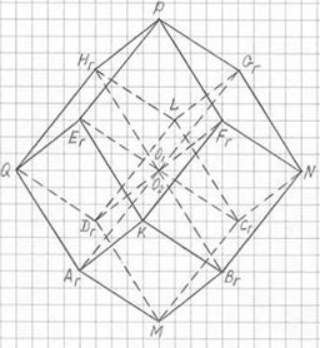 P
Hr Gr
L
Er Fr
O1
Q O2 N
Dr K Cr
Ar Br
M